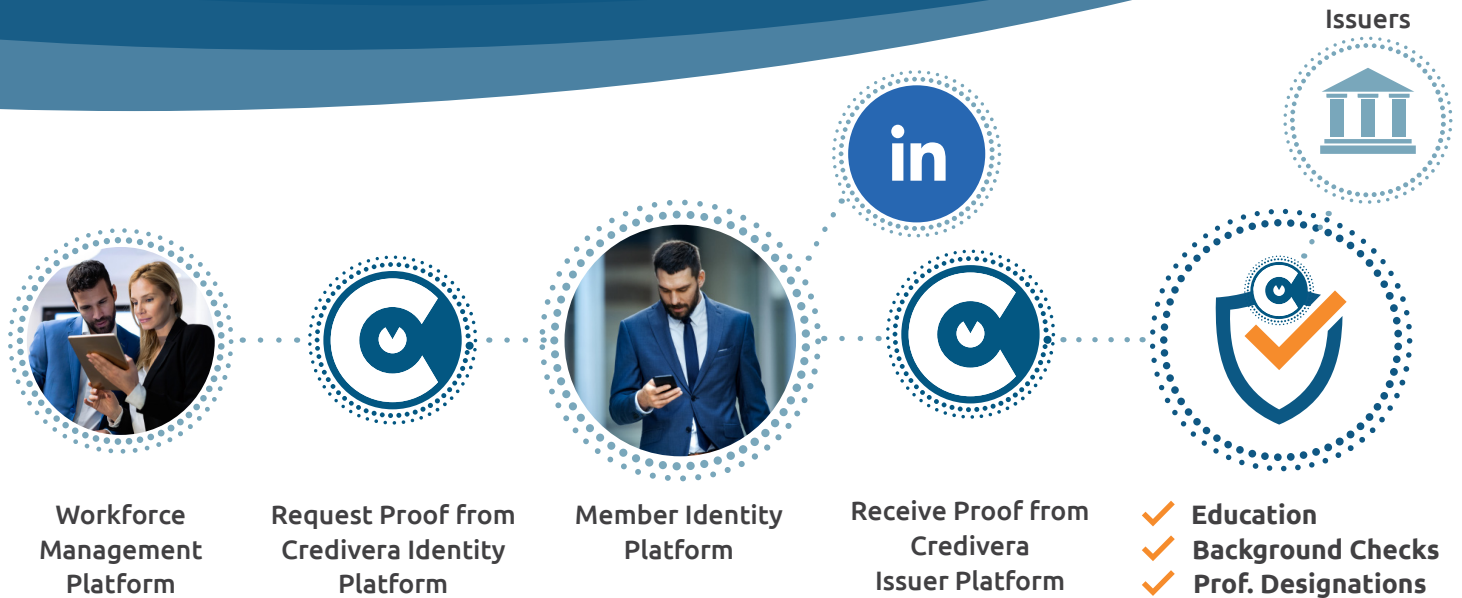 Issuers
in
Workforce
Management
Platform
Request Proof from
Credivera Identity
Platform
Member Identity
Platform
Receive Proof from
Credivera
Issuer Platform
Education
Background Checks
Prof. Designations